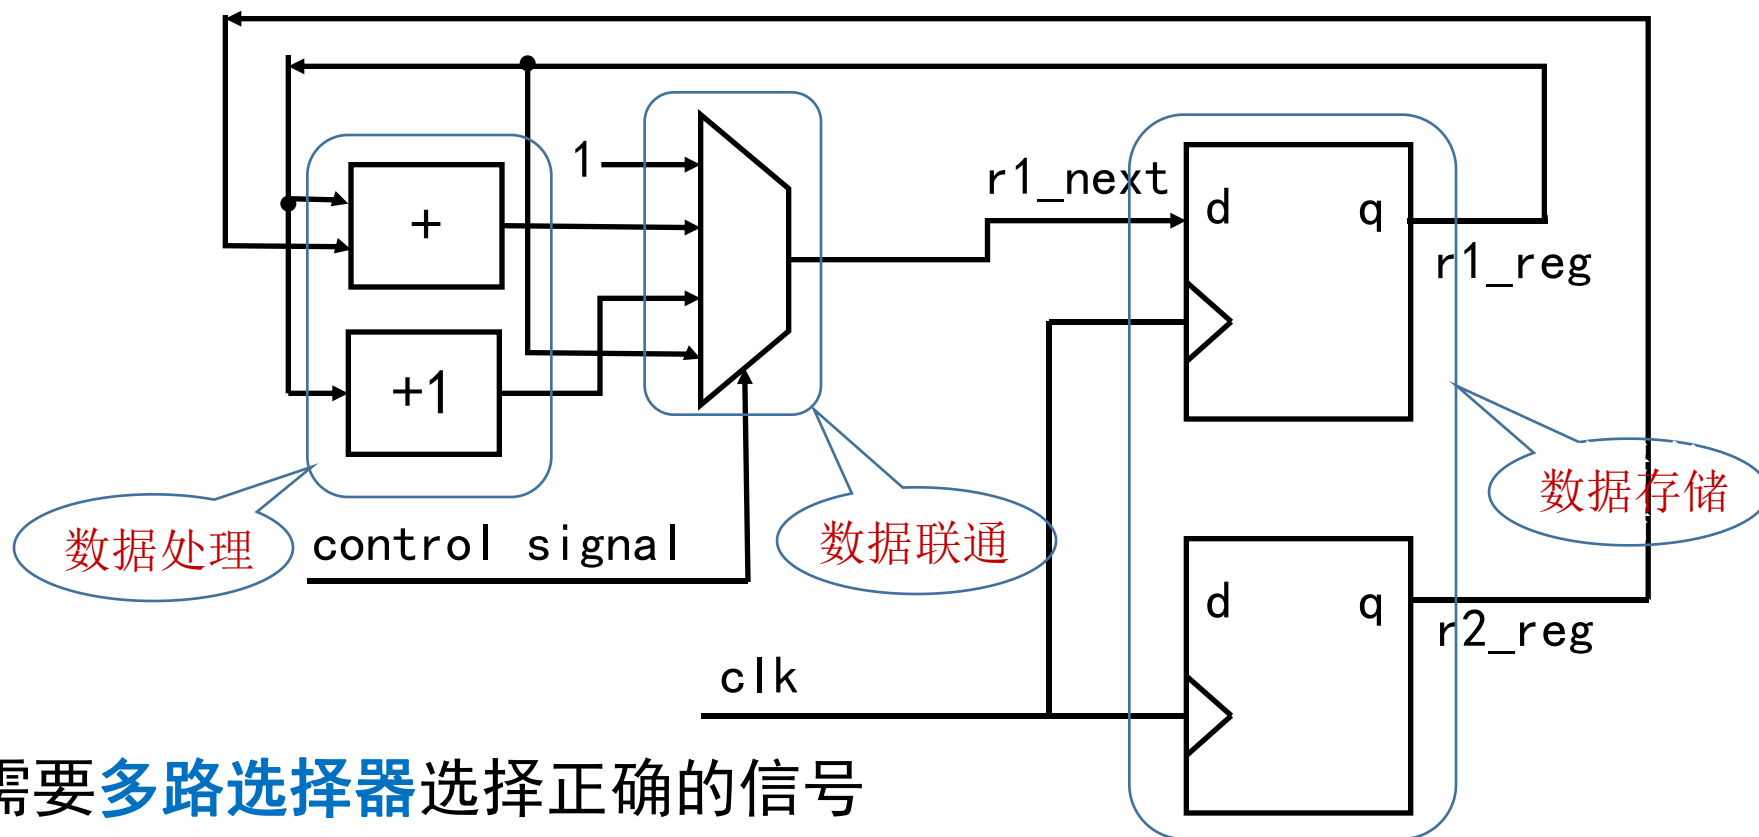 1
r1_next
d q
+
r1_reg
+1
数据存储
数据处理
control signal
数据联通
d q
r2_reg
clk
需要多路选择器选择正确的信号